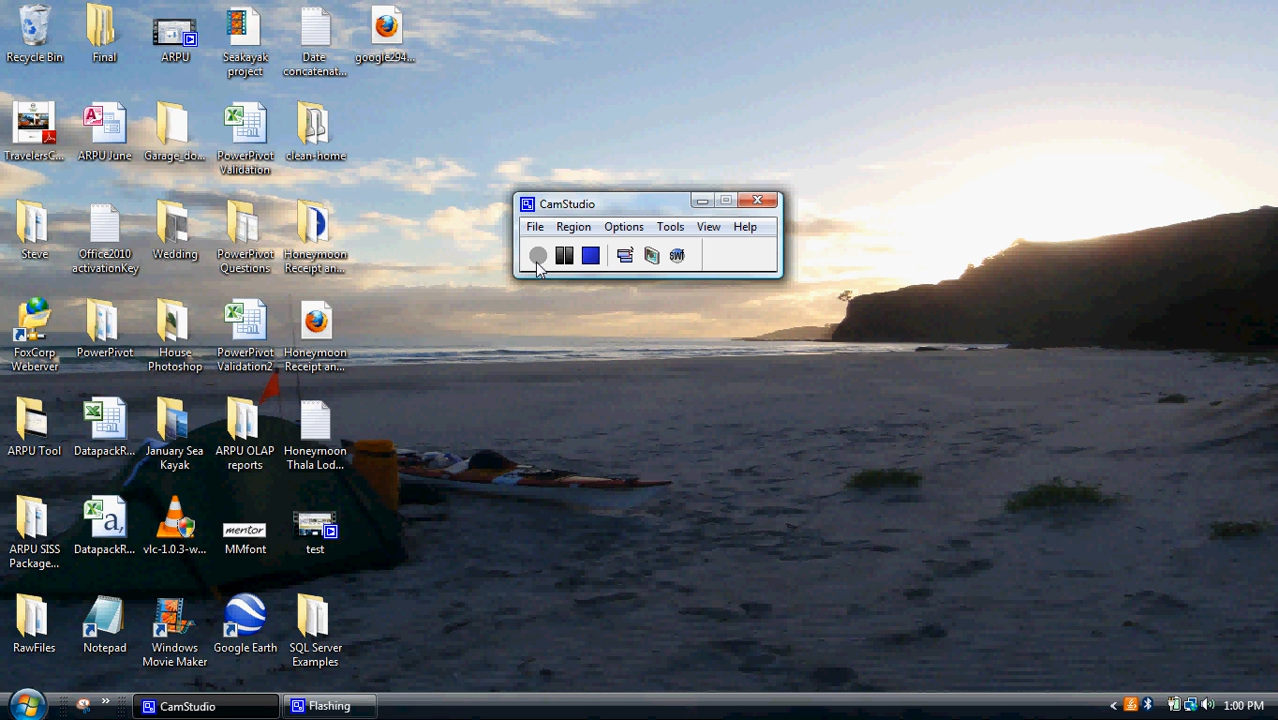 Recycle Bin
Final
ARPU
Seakayak
project
Date
concatenat...
google294...
TravelersC...
ARPU June
Garage_do...
PowerPivot
Validation
clean-home
Steve
Office2010
activationKey
Wedding
PowerPivot
Questions
Honeymoon
Receipt an...
FoxCorp
Weberver
PowerPivot
House
Photoshop
PowerPivot
Validation2
Honeymoon
Receipt an...
ARPU Tool
DatapackR...
January Sea
Kayak
ARPU OLAP
reports
Honeymoon
Thala Lod...
ARPU SISS
Package...
DatapackR...
vlc-1.0.3-w...
mentor
MMfont
test
RawFiles
Notepad
Windows
Movie Maker
Google Earth
SQL Server
Examples
CamStudio
File Region Options Tools View Help
SWF
CamStudio
Flashing
1:00 PM